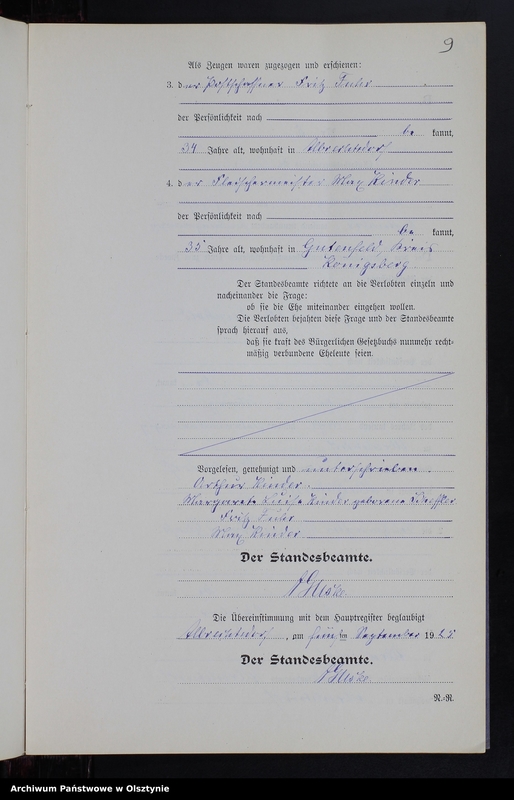 9
Als Zeugen waren zugezogen und erschienen:
3. der Postschaffner Fritz
der Persönlichkeit nach
be kannt,
34 Jahre alt, wohnhaft in Albrechtsdorf
4. der Fleischermeister Max Kinder
der Persönlichkeit nach
be kannt,
35 Jahre alt, wohnhaft in Gutenfeld, Kreis
Königsberg
Der Standesbeamte richtete an die Verlobten einzeln und
nacheinander die Frage:
ob sie die Ehe miteinander eingehen wollen.
Die Verlobten bejahten diese Frage und der Standesbeamte
sprach hierauf aus,
daß sie kraft des Bürgerlichen Gesetzbuchs nunmehr recht-
mäßig verbundene Eheleute seien.
Vorgelesen, genehmigt und unterschrieben.
Arthur Kinder.
Margarete Kinder geborene
Fritz
Max Kinder
Der Standesbeamte.
Die Übereinstimmung mit dem Hauptregister beglaubigt
Albrechtsdorf, am ten September 19
Der Standesbeamte.
N.-R.
Archiwum Państwowe w Olsztynie